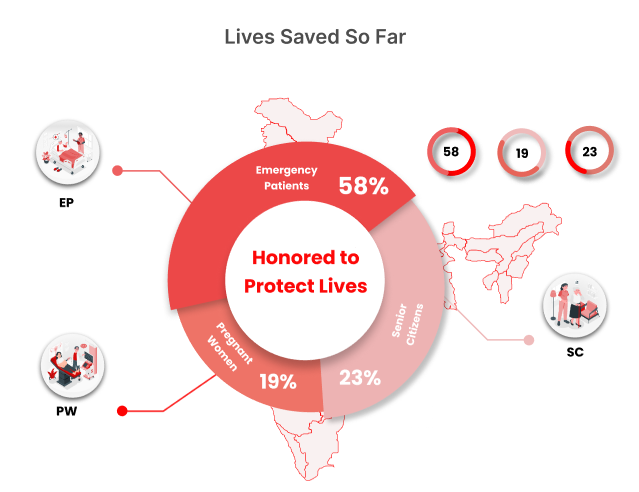 Lives Saved So Far
58
19
23
Emergency
Patients
58%
EP
Honored to
Protect Lives
Senior
Citizens
Pregnant
Women
19%
23%
SC
PW